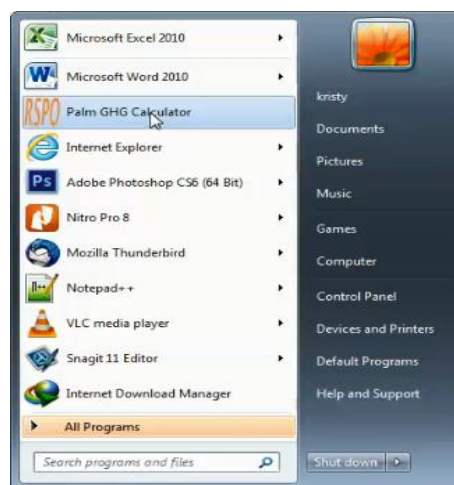 Microsoft Excel 2010
Microsoft Word 2010
RSPO Palm GHG Calculator
Internet Explorer
Ps Adobe Photoshop CS6 (64 Bit)
Nitro Pro 8
Mozilla Thunderbird
Notepad++
VLC media player
Snagit 11 Editor
Internet Download Manager
All Programs
Search programs and files
kristy
Documents
Pictures
Music
Games
Computer
Control Panel
Devices and Printers
Default Programs
Help and Support
Shut down